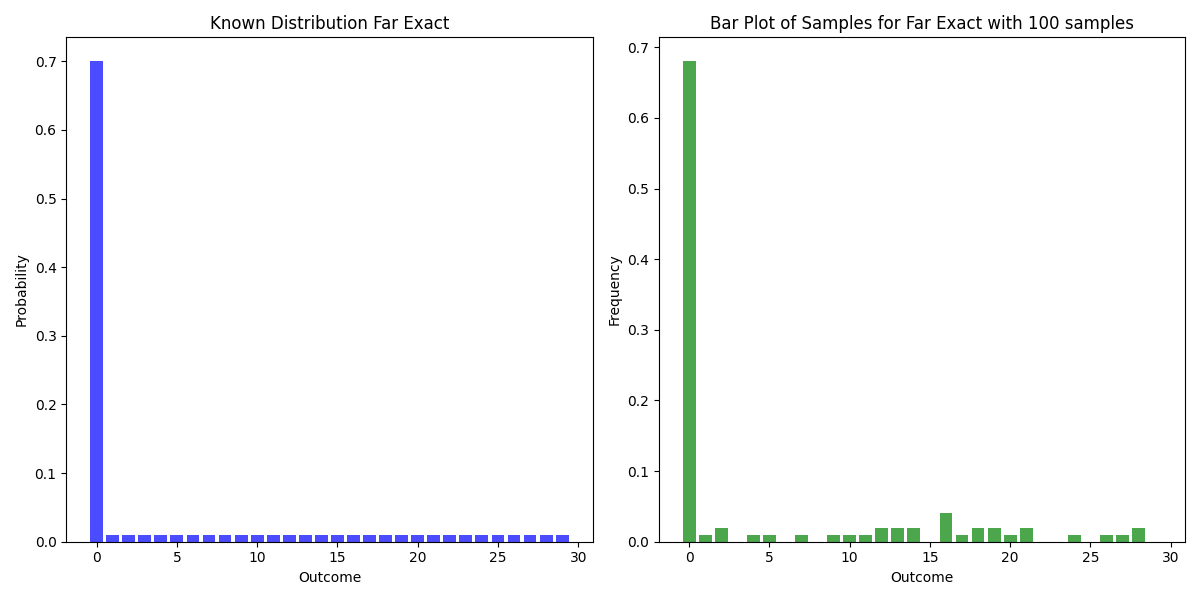 Known Distribution Far Exact
0.7
0.6
0.5
0.4
0.3
0.2
0.1
0.0
Probability
0 5 10 15 20 25 30
Outcome
Bar Plot of Samples for Far Exact with 100 samples
0.7
0.6
0.5
0.4
0.3
0.2
0.1
0.0
Frequency
0 5 10 15 20 25 30
Outcome